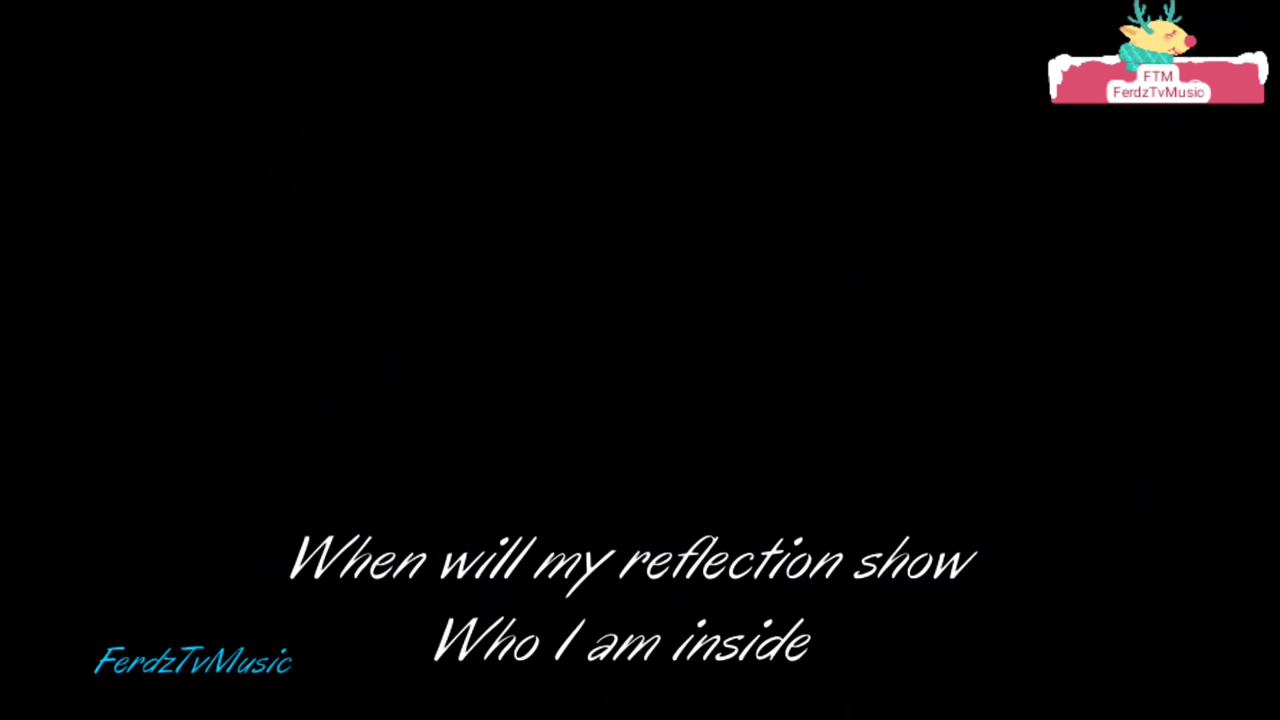 FTM
FerdzTvMusic
When will my reflection show
Who I am inside
FerdzTvMusic